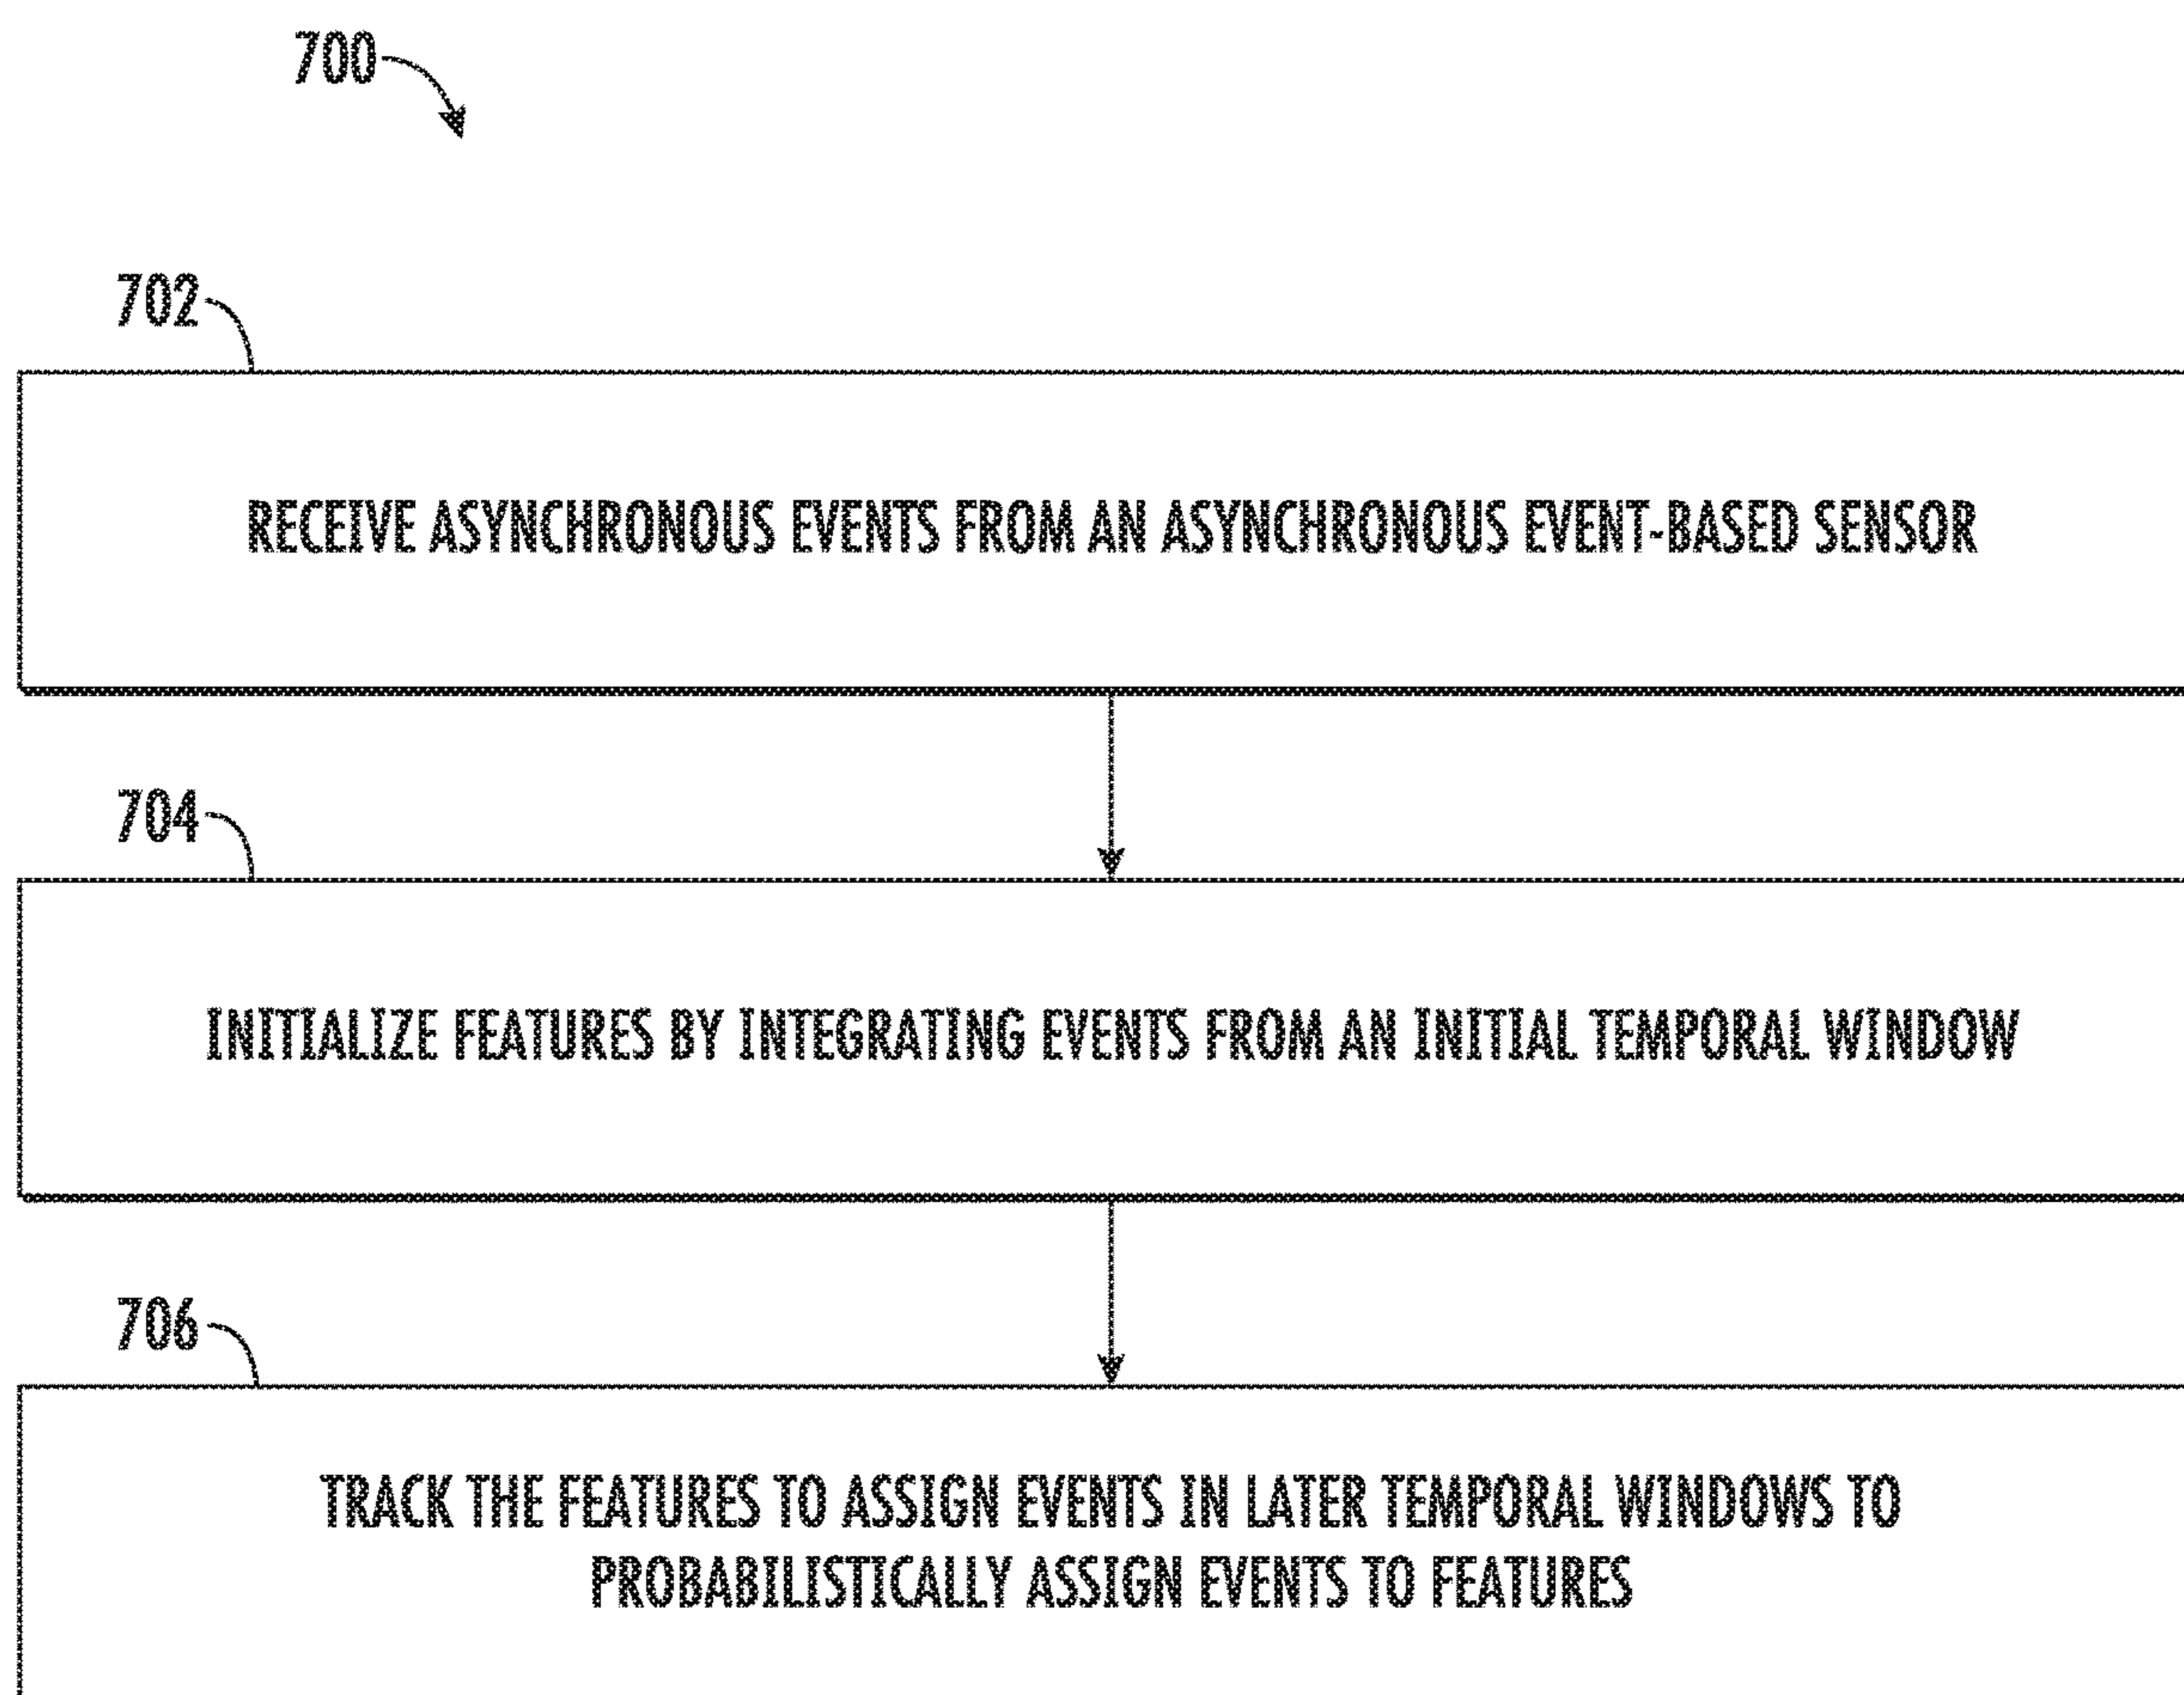 700
702
RECEIVE ASYNCHRONOUS EVENTS FROM AN ASYNCHRONOUS EVENT-BASED SENSOR
704
INITIALIZE FEATURES BY INTEGRATING EVENTS FROM AN INITIAL TEMPORAL WINDOW
706
TRACK THE FEATURES TO ASSIGN EVENTS IN LATER TEMPORAL WINDOWS TO
PROBABILISTICALLY ASSIGN EVENTS TO FEATURES